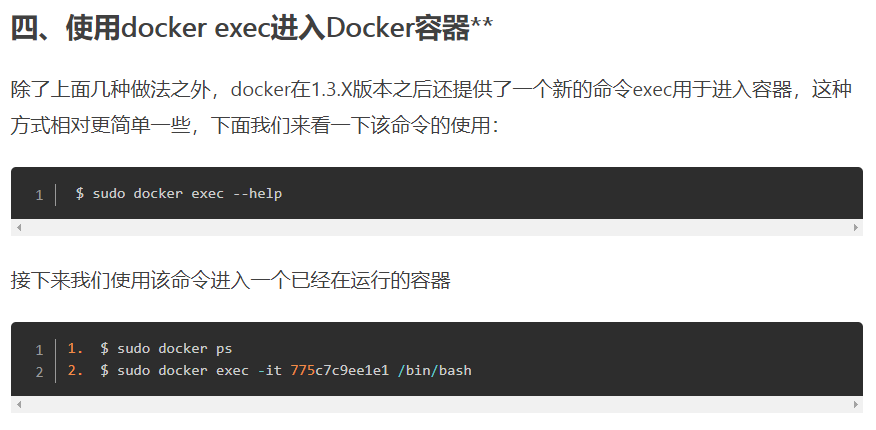 四、使用docker exec进入Docker容器**
除了上面几种做法之外，docker在1.3.X版本之后还提供了一个新的命令exec用于进入容器，这种
方式相对更简单一些，下面我们来看一下该命令的使用：
1 $ sudo docker exec --help
接下来我们使用该命令进入一个已经在运行的容器
1 1. $ sudo docker ps
2 2. $ sudo docker exec -it 775c7c9ee1e1 /bin/bash